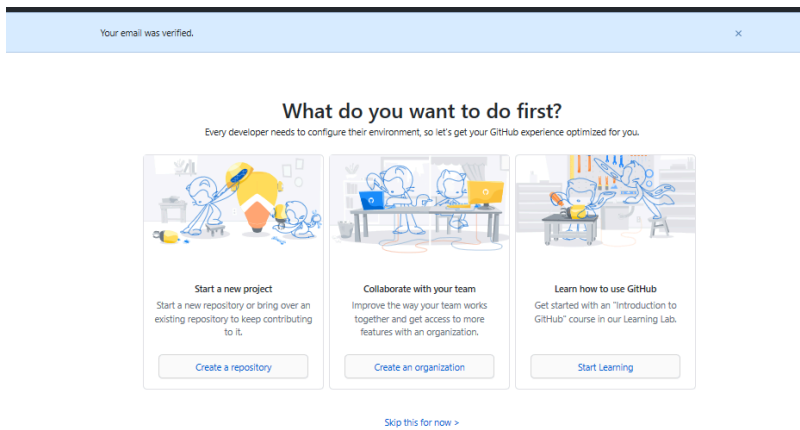 Your email was verified.
×
What do you want to do first?
Every developer needs to configure their environment, so let's get your GitHub experience optimized for you.
Start a new project
Start a new repository or bring over an
existing repository to keep contributing
to it.
Create a repository
Collaborate with your team
Improve the way your team works
together and get access to more
features with an organization.
Create an organization
Learn how to use GitHub
Get started with an "Introduction to
GitHub" course in our Learning Lab.
Start Learning
Skip this for now >